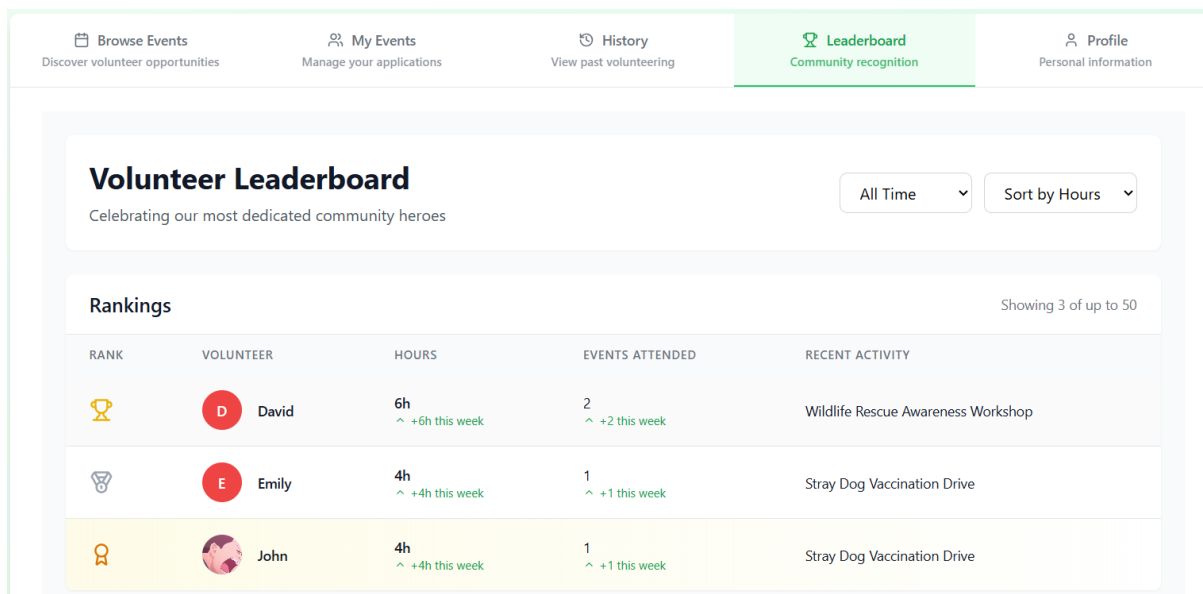 Browse Events
Discover volunteer opportunities
My Events
Manage your applications
History
View past volunteering
Leaderboard
Community recognition
Profile
Personal information
Volunteer Leaderboard
Celebrating our most dedicated community heroes
All Time
Sort by Hours
Rankings
Showing 3 of up to 50
RANK VOLUNTEER HOURS EVENTS ATTENDED RECENT ACTIVITY
D David 6h 2 Wildlife Rescue Awareness Workshop
+6h this week +2 this week
E Emily 4h 1 Stray Dog Vaccination Drive
+4h this week +1 this week
John 4h 1 Stray Dog Vaccination Drive
+4h this week +1 this week